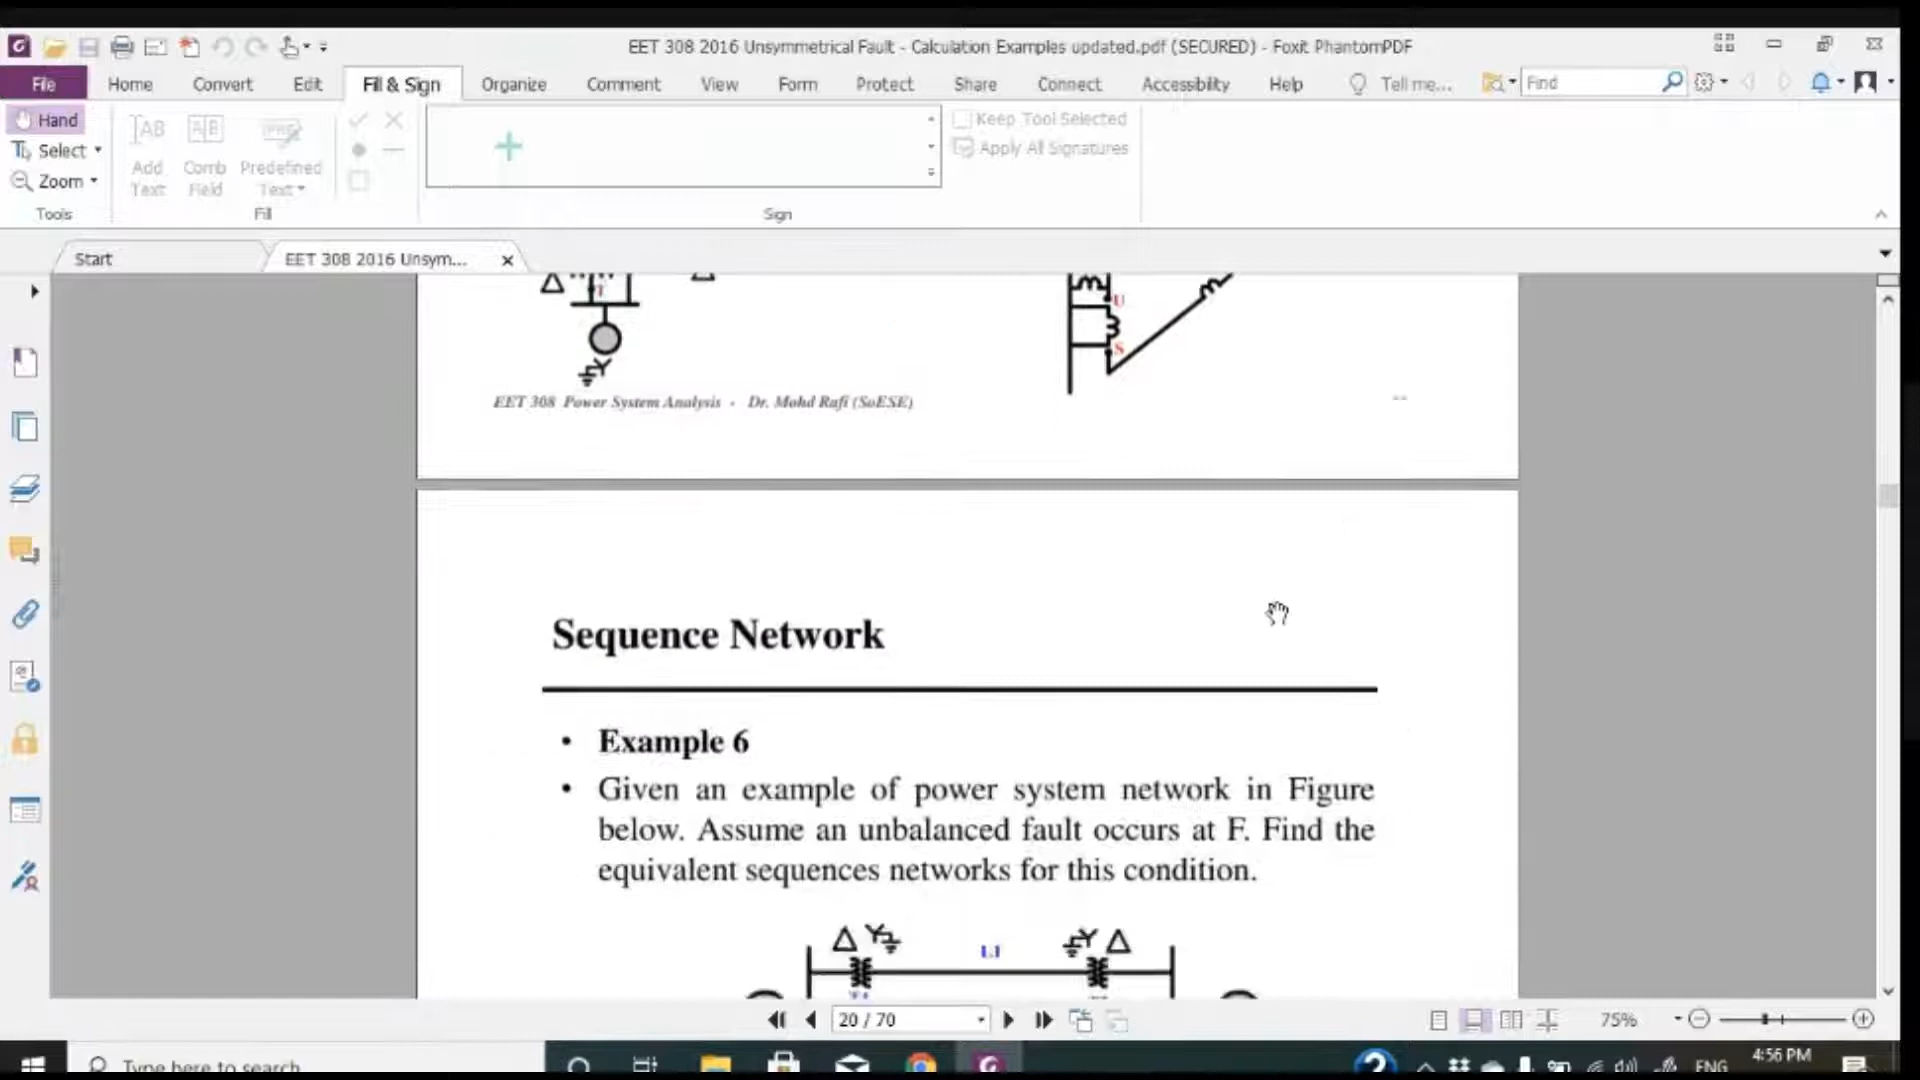 EET 308 2016 Unsymmetrical Fault - Calculation Examples updated.pdf (SECURED) - Foxit PhantomPDF
File Home Convert Edit Fill & Sign Organize Comment View Form Protect Share Connect Accessibility Help Tell me... Find
Hand
Select
Zoom
Tools
Add Text
Comb Field
Predefined Text
Fill
Keep Tool Selected
Apply All Signatures
Sign
Start
EET 308 2016 Unsym...
T
U
S
EET 308 Power System Analysis - Dr. Mohd Rafi (SoESE)
Sequence Network
• Example 6
• Given an example of power system network in Figure
below. Assume an unbalanced fault occurs at F. Find the
equivalent sequences networks for this condition.
Δ Y Y Δ
L1
20 / 70
75%
Type here to search
ENG
4:56 PM